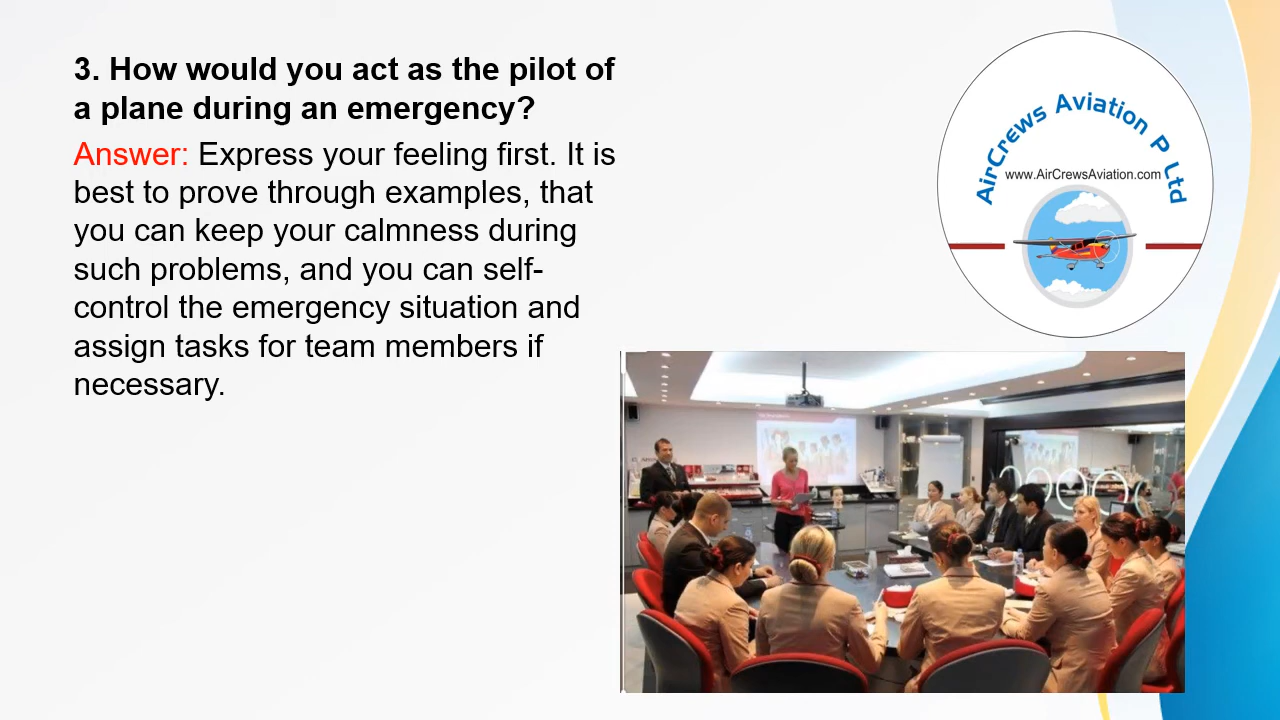 3. How would you act as the pilot of
a plane during an emergency?
Answer: Express your feeling first. It is
best to prove through examples, that
you can keep your calmness during
such problems, and you can self-
control the emergency situation and
assign tasks for team members if
necessary.
AirCrews Aviation P Ltd
www.AirCrewsAviation.com